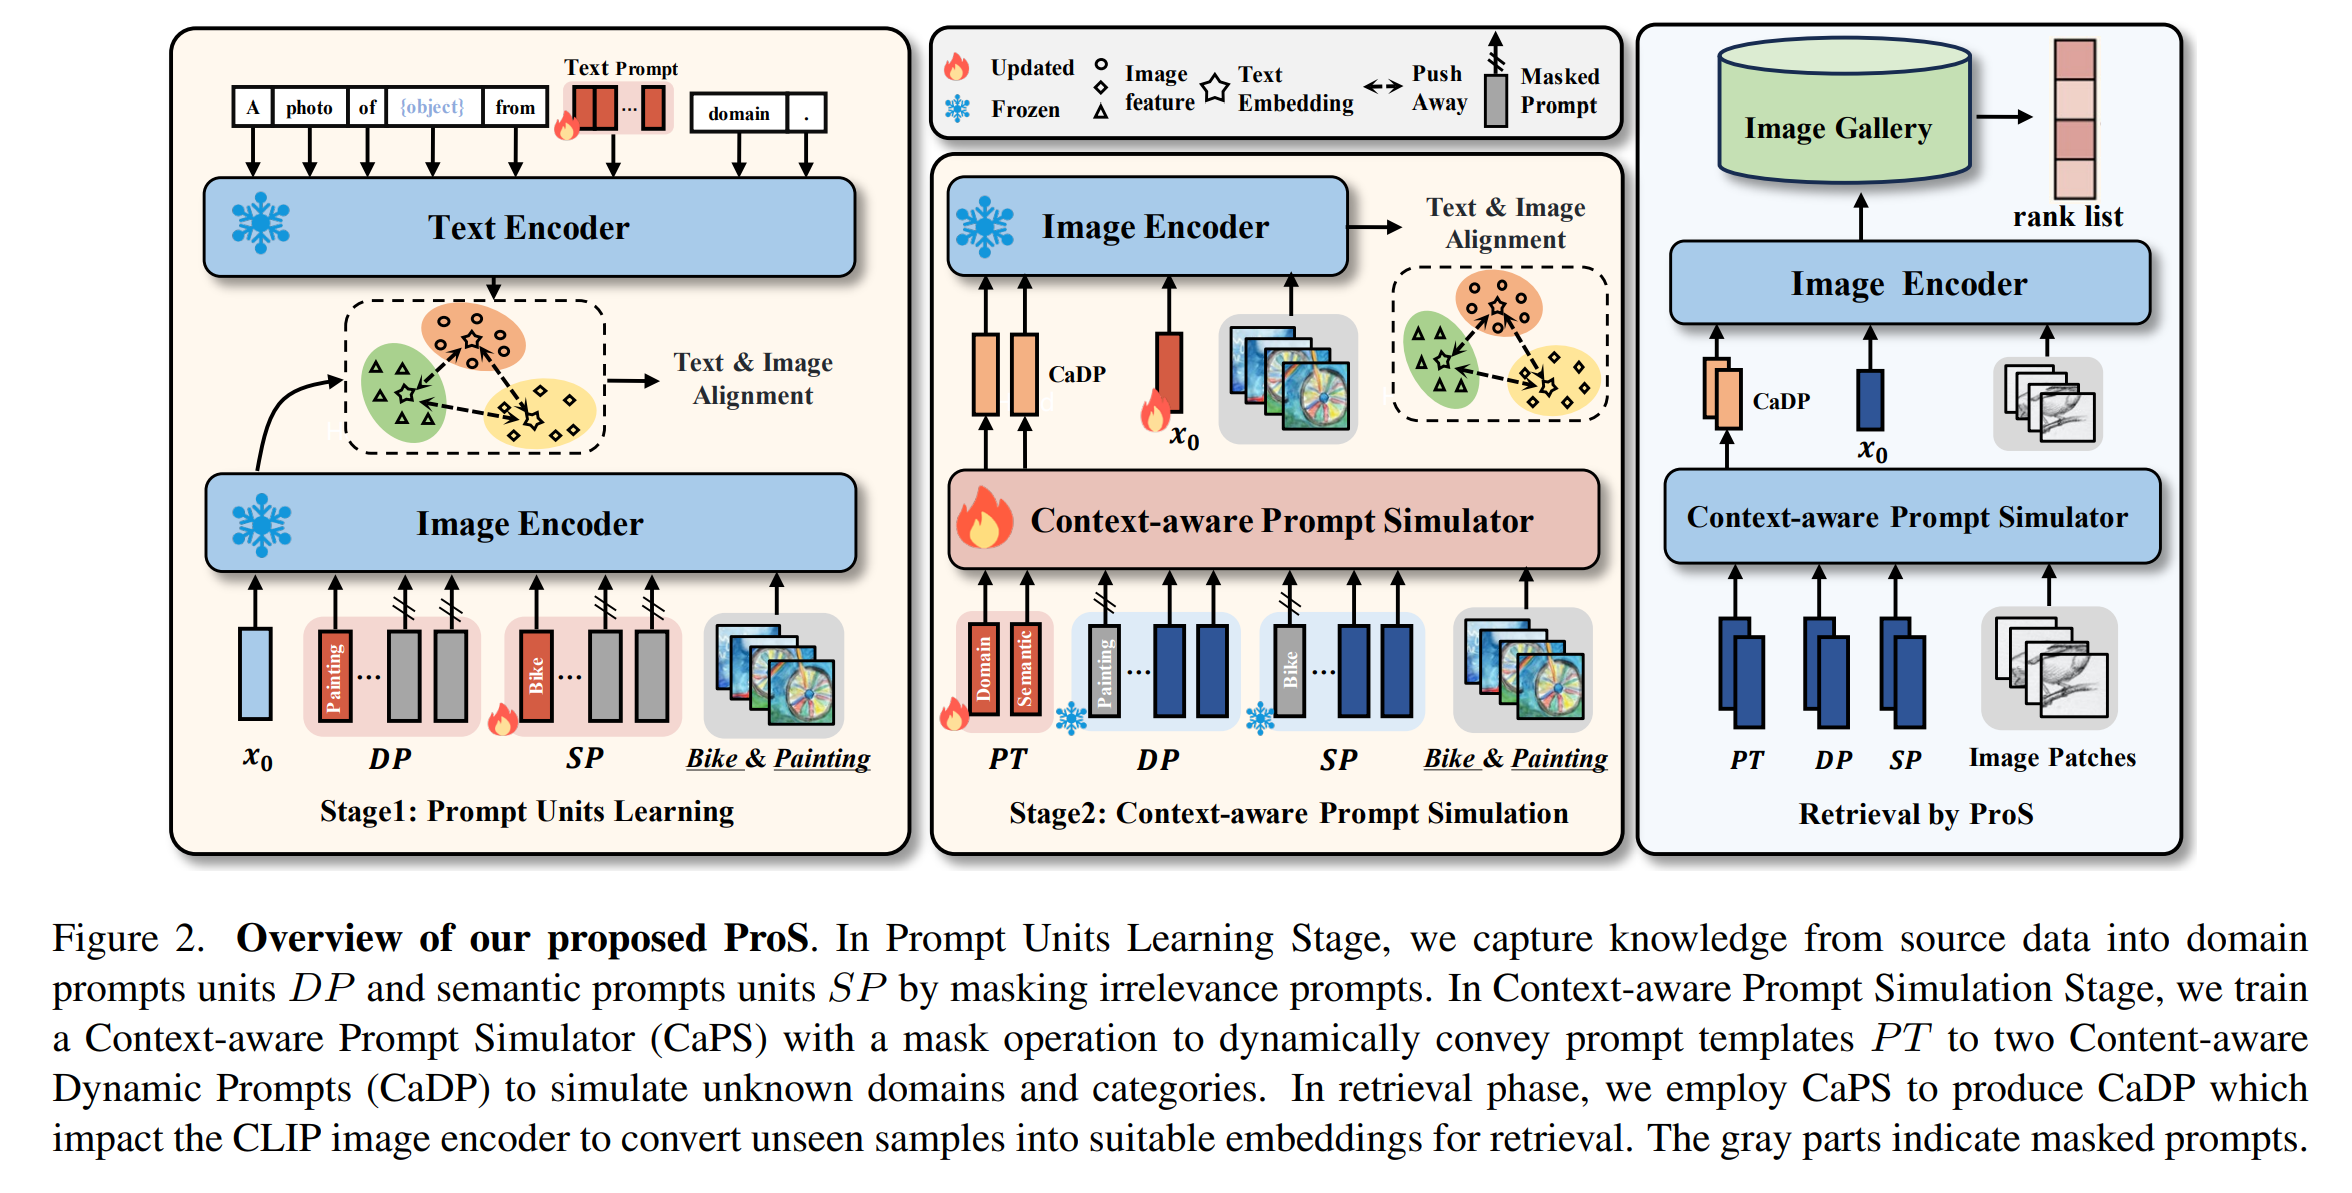 Text Prompt
A photo of {object} from
domain .
Text Encoder
Text & Image
Alignment
Image Encoder
Painting
...
Bike
...
x0
DP
SP
Bike & Painting
Stage1: Prompt Units Learning
Updated
Frozen
Image
feature
Text
Embedding
Push
Away
Masked
Prompt
Image Encoder
Text & Image
Alignment
CaDP
x0
Context-aware Prompt Simulator
Domain
Semantic
Painting
...
Bike
...
PT
DP
SP
Bike & Painting
Stage2: Context-aware Prompt Simulation
Image Gallery
rank list
Image Encoder
CaDP
x0
Context-aware Prompt Simulator
PT
DP
SP
Image Patches
Retrieval by ProS
Figure 2. Overview of our proposed ProS. In Prompt Units Learning Stage, we capture knowledge from source data into domain
prompts units DP and semantic prompts units SP by masking irrelevance prompts. In Context-aware Prompt Simulation Stage, we train
a Context-aware Prompt Simulator (CaPS) with a mask operation to dynamically convey prompt templates PT to two Content-aware
Dynamic Prompts (CaDP) to simulate unknown domains and categories. In retrieval phase, we employ CaPS to produce CaDP which
impact the CLIP image encoder to convert unseen samples into suitable embeddings for retrieval. The gray parts indicate masked prompts.